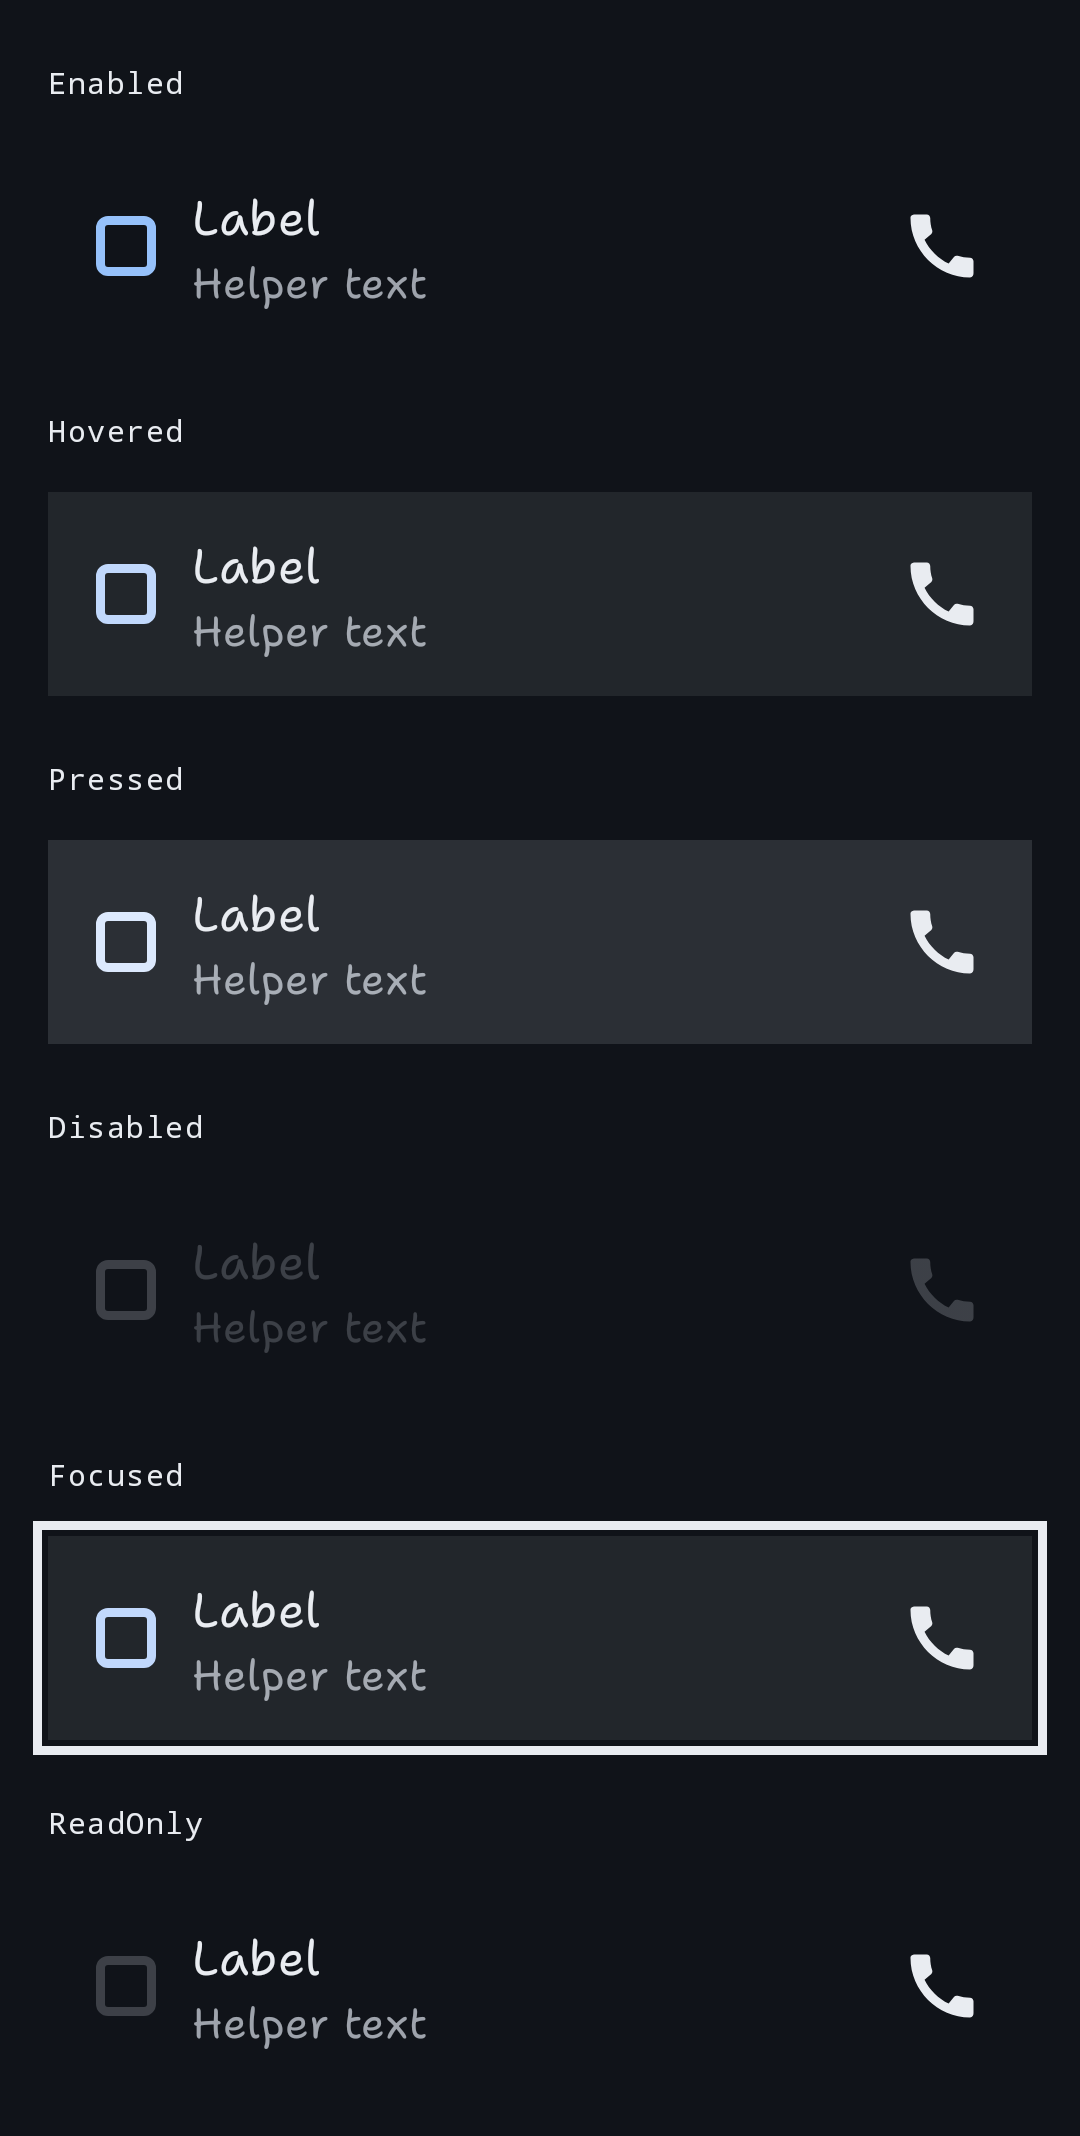 Enabled
Label
Helper text
Hovered
Label
Helper text
Pressed
Label
Helper text
Disabled
Label
Helper text
Focused
Label
Helper text
ReadOnly
Label
Helper text